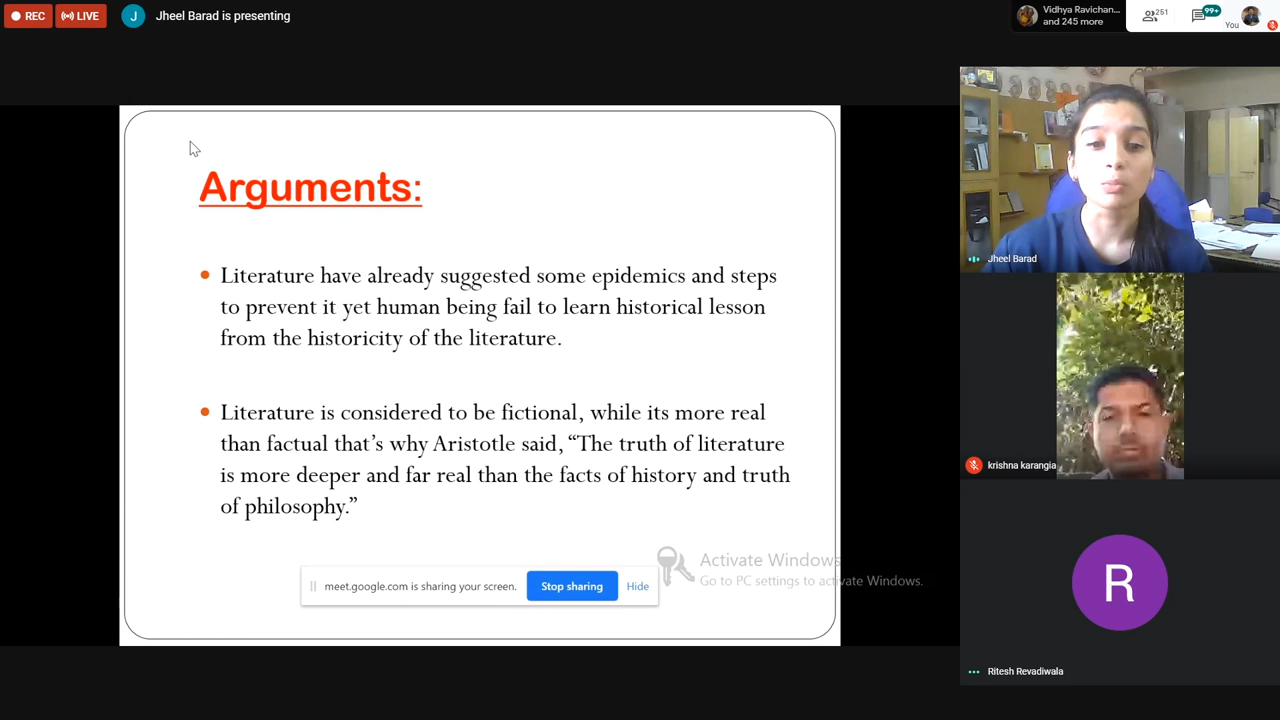 REC
LIVE
J
Jheel Barad is presenting
Vidhya Ravichan...
and 245 more
251
99+
You
Arguments:
Literature have already suggested some epidemics and steps
to prevent it yet human being fail to learn historical lesson
from the historicity of the literature.
Literature is considered to be fictional, while its more real
than factual that's why Aristotle said, “The truth of literature
is more deeper and far real than the facts of history and truth
of philosophy.”
Activate Windows
Go to PC settings to activate Windows.
meet.google.com is sharing your screen.
Stop sharing
Hide
Jheel Barad
krishna karangia
R
Ritesh Revadiwala